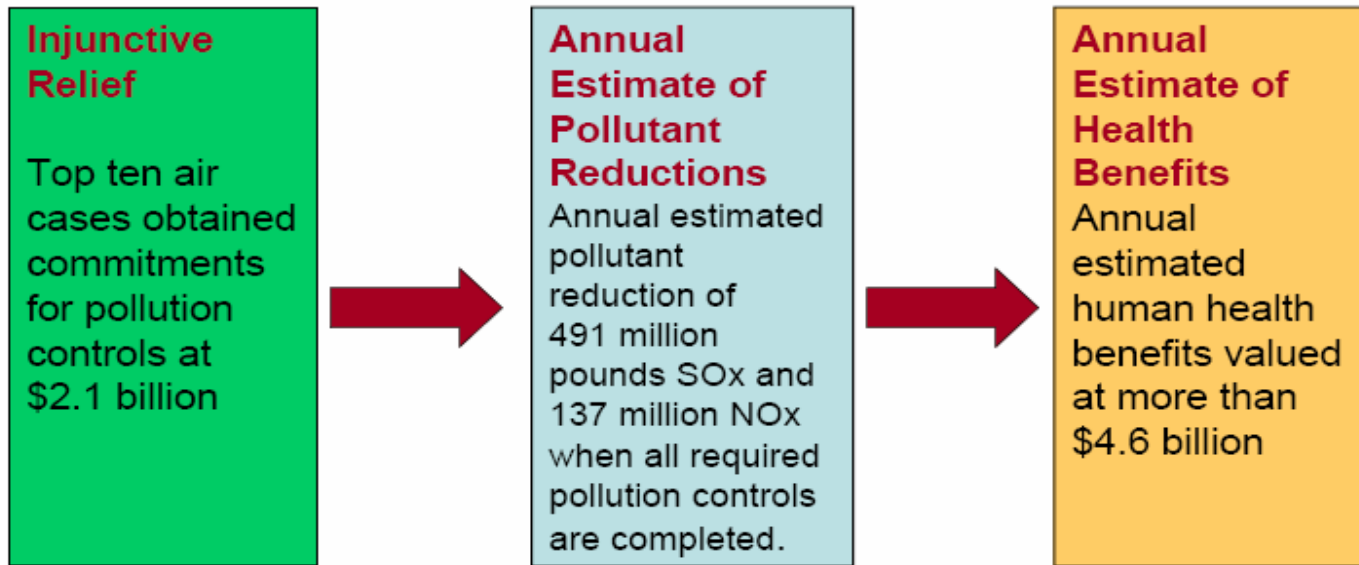 Injunctive
Relief
Top ten air
cases obtained
commitments
for pollution
controls at
$2.1 billion
Annual
Estimate of
Pollutant
Reductions
Annual estimated
pollutant
reduction of
491 million
pounds SOx and
137 million NOx
when all required
pollution controls
are completed.
Annual
Estimate of
Health
Benefits
Annual
estimated
human health
benefits valued
at more than
$4.6 billion